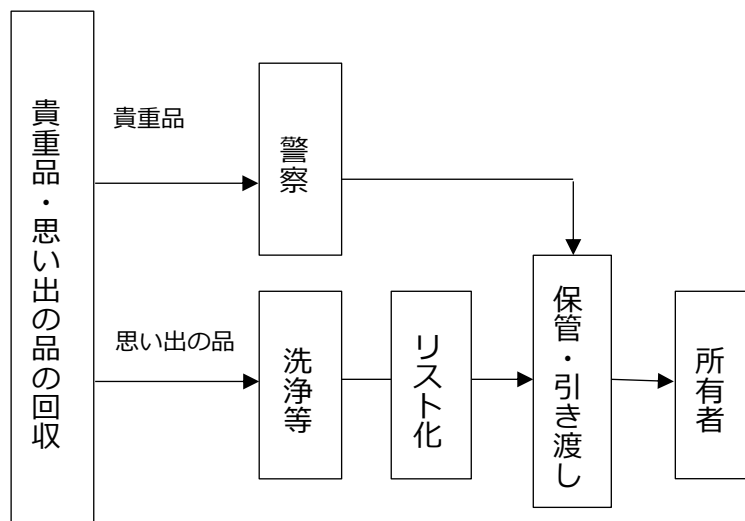 貴重品・思い出の品の回収
貴重品
警察
思い出の品
洗浄等
リスト化
保管・引き渡し
所有者